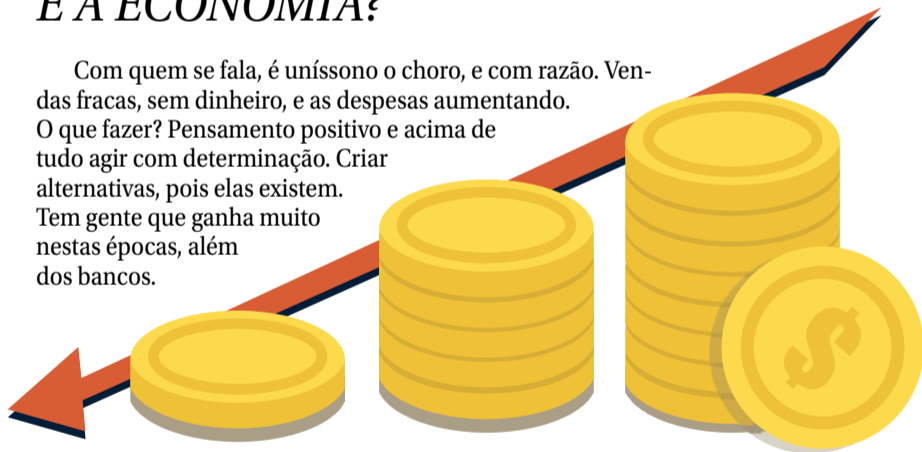 E A ECONOMIA?
Com quem se fala, é uníssono o choro, e com razão. Ven-
das fracas, sem dinheiro, e as despesas aumentando.
O que fazer? Pensamento positivo e acima de
tudo agir com determinação. Criar
alternativas, pois elas existem.
Tem gente que ganha muito
nestas épocas, além
dos bancos.
$